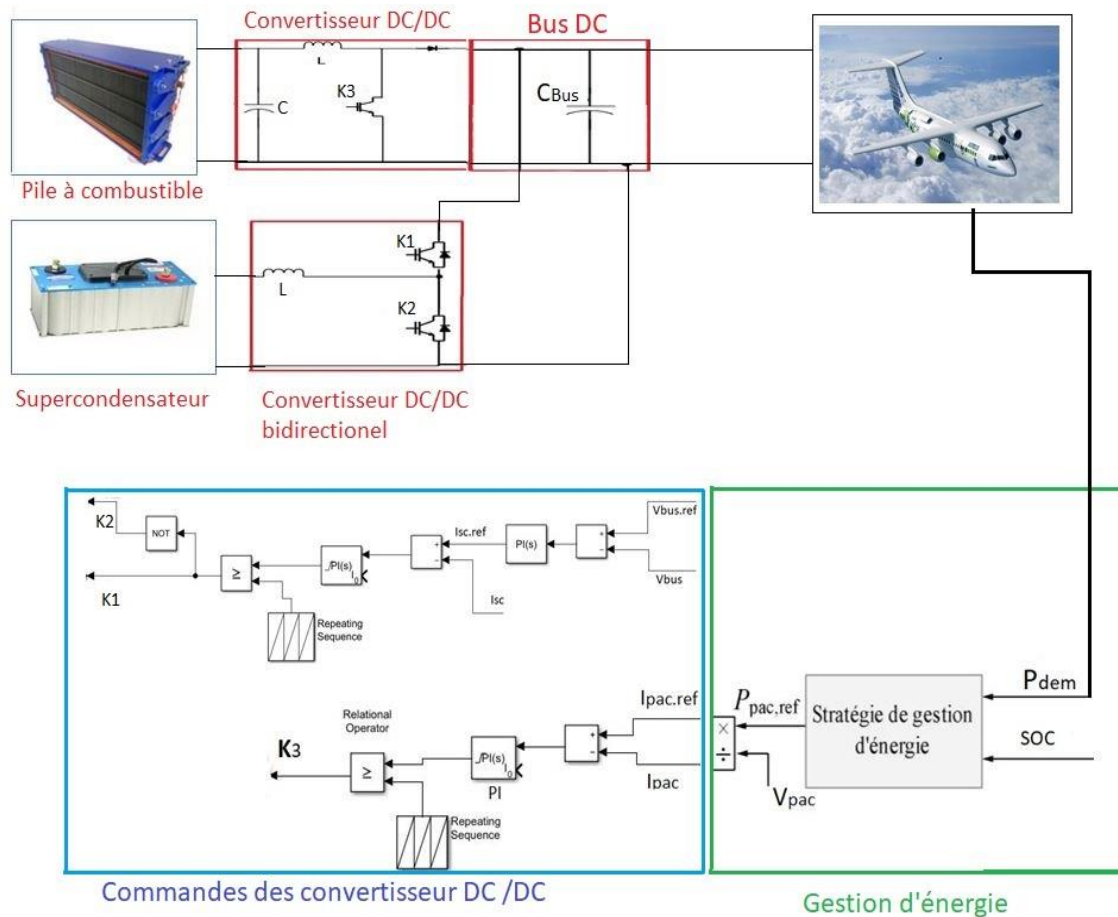 Convertisseur DC/DC
Bus DC
L
K3
C
CBus
Pile à combustible
K1
L
K2
Supercondensateur
Convertisseur DC/DC
bidirectionel
K2
NOT
K1
≥
Repeating
Sequence
PI(s)
I0
Isc.ref
+
−
Isc
PI(s)
+
−
Vbus.ref
Vbus
Relational
Operator
K3
≥
Repeating
Sequence
PI(s)
I0
PI
+
−
Ipac.ref
Ipac
×
÷
Ppac,ref
Vpac
Stratégie de gestion
d'énergie
Pdem
SOC
Commandes des convertisseur DC /DC
Gestion d'énergie